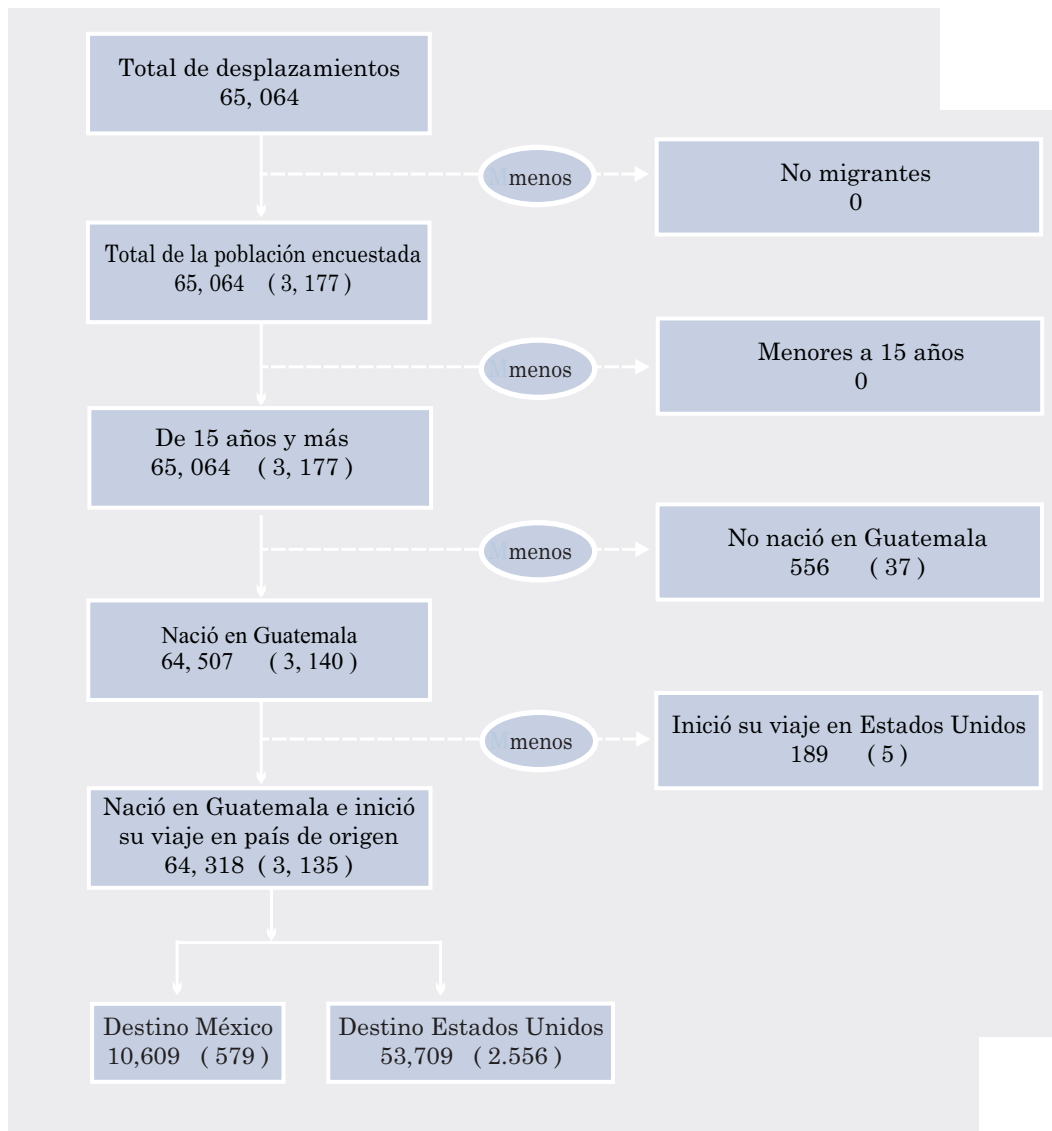 Total de desplazamientos
65, 064
Mmenos
No migrantes
0
Total de la población encuestada
65, 064 ( 3, 177 )
Mmenos
Menores a 15 años
0
De 15 años y más
65, 064 ( 3, 177 )
Mmenos
No nació en Guatemala
556 ( 37 )
Nació en Guatemala
64, 507 ( 3, 140 )
Mmenos
Inició su viaje en Estados Unidos
189 ( 5 )
Nació en Guatemala e inició
su viaje en país de origen
64, 318 ( 3, 135 )
Destino México
10,609 ( 579 )
Destino Estados Unidos
53,709 ( 2.556 )